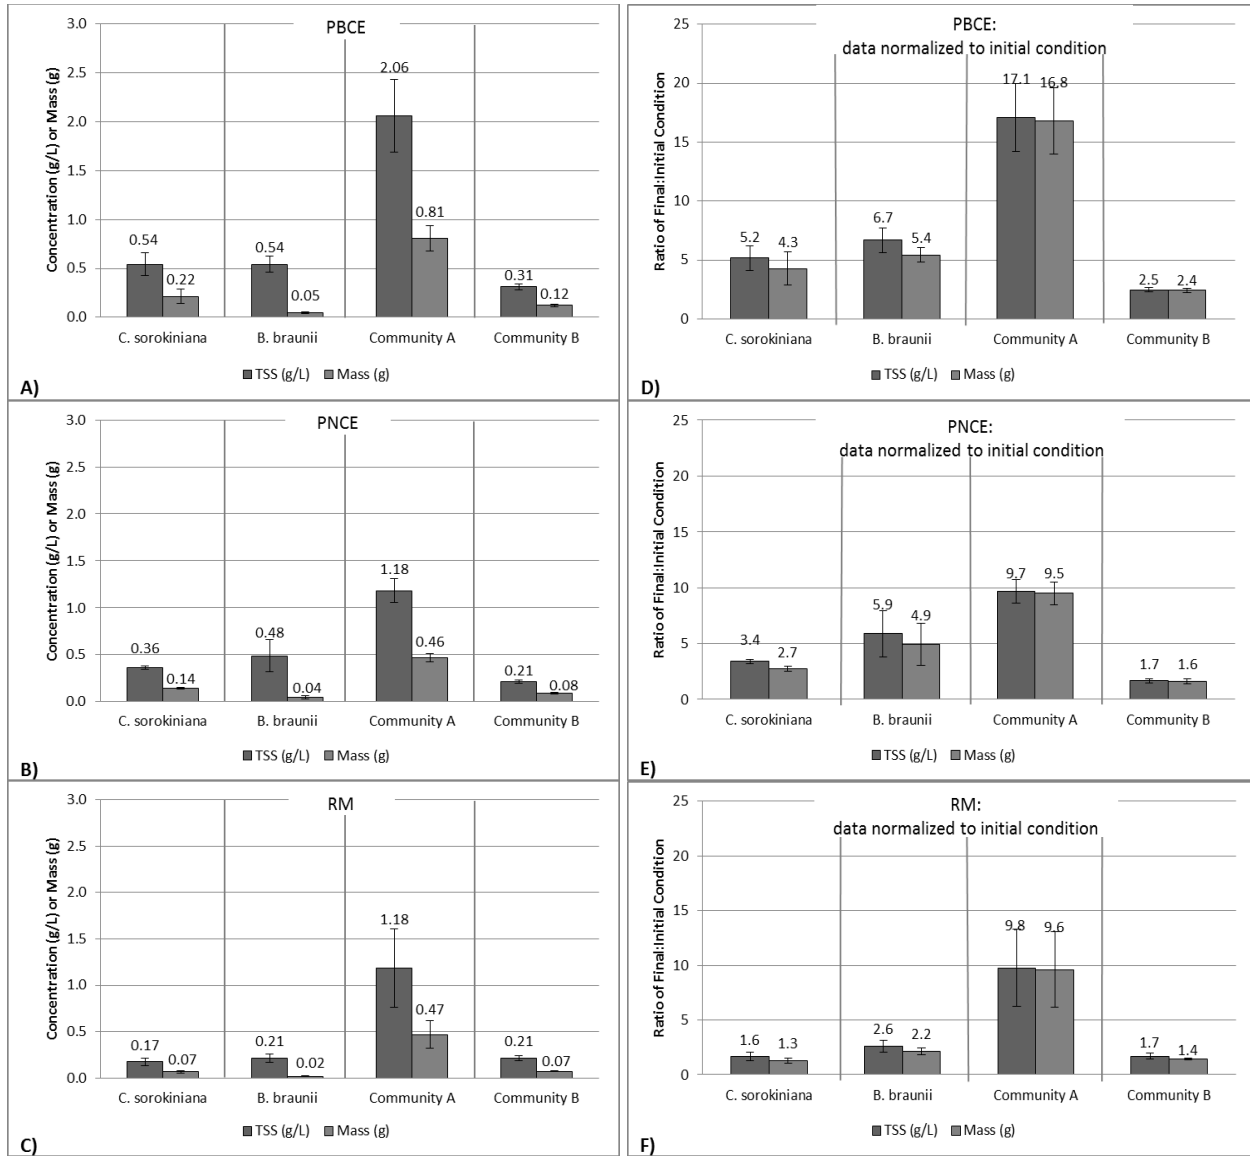 PBCE
Concentration (g/L) or Mass (g)
3.0
2.5
2.0
1.5
1.0
0.5
0.0
0.54
0.22
0.54
0.05
2.06
0.81
0.31
0.12
C. sorokiniana
B. braunii
Community A
Community B
TSS (g/L)
Mass (g)
A)
PBCE:
data normalized to initial condition
Ratio of Final:Initial Condition
25
20
15
10
5
0
5.2
4.3
6.7
5.4
17.1
16.8
2.5
2.4
C. sorokiniana
B. braunii
Community A
Community B
TSS (g/L)
Mass (g)
D)
PNCE
Concentration (g/L) or Mass (g)
3.0
2.5
2.0
1.5
1.0
0.5
0.0
0.36
0.14
0.48
0.04
1.18
0.46
0.21
0.08
C. sorokiniana
B. braunii
Community A
Community B
TSS (g/L)
Mass (g)
B)
PNCE:
data normalized to initial condition
Ratio of Final:Initial Condition
25
20
15
10
5
0
3.4
2.7
5.9
4.9
9.7
9.5
1.7
1.6
C. sorokiniana
B. braunii
Community A
Community B
TSS (g/L)
Mass (g)
E)
RM
Concentration (g/L) or Mass (g)
3.0
2.5
2.0
1.5
1.0
0.5
0.0
0.17
0.07
0.21
0.02
1.18
0.47
0.21
0.07
C. sorokiniana
B. braunii
Community A
Community B
TSS (g/L)
Mass (g)
C)
RM:
data normalized to initial condition
Ratio of Final:Initial Condition
25
20
15
10
5
0
1.6
1.3
2.6
2.2
9.8
9.6
1.7
1.4
C. sorokiniana
B. braunii
Community A
Community B
TSS (g/L)
Mass (g)
F)